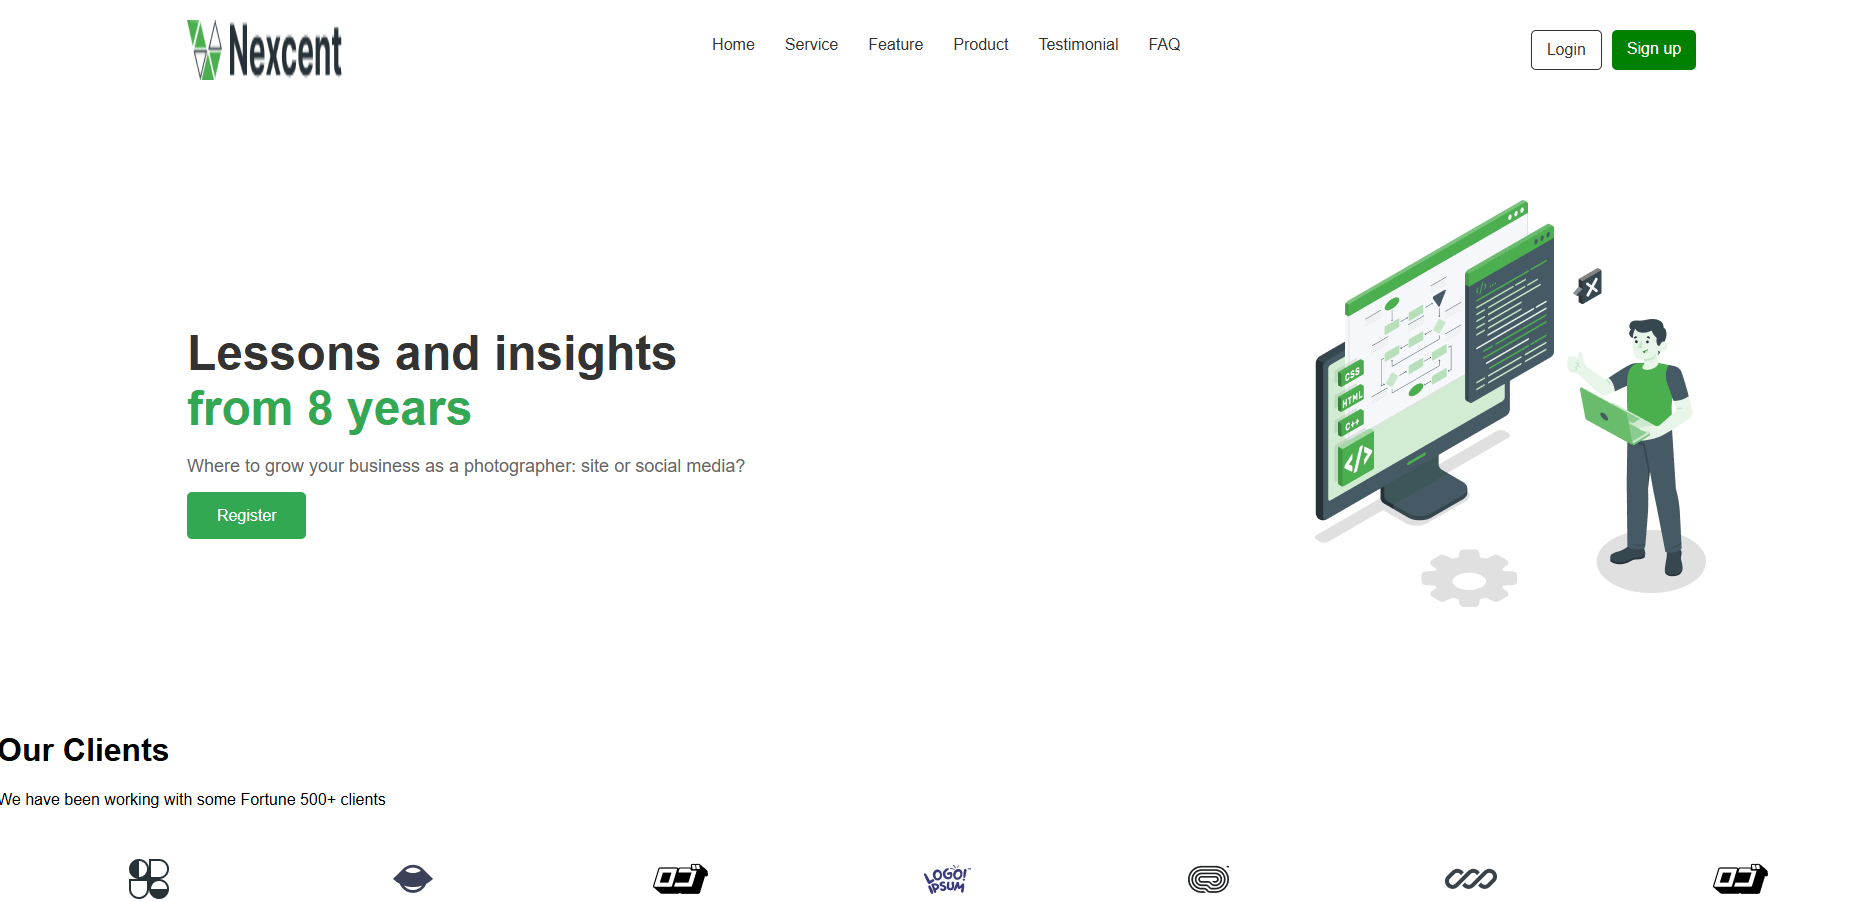 Nexcent
Home Service Feature Product Testimonial FAQ
Login
Sign up
Lessons and insights
from 8 years
Where to grow your business as a photographer: site or social media?
Register
CSS
HTML
C++
</>
</> ...
X
Our Clients
We have been working with some Fortune 500+ clients
LOGO!
IPSUM